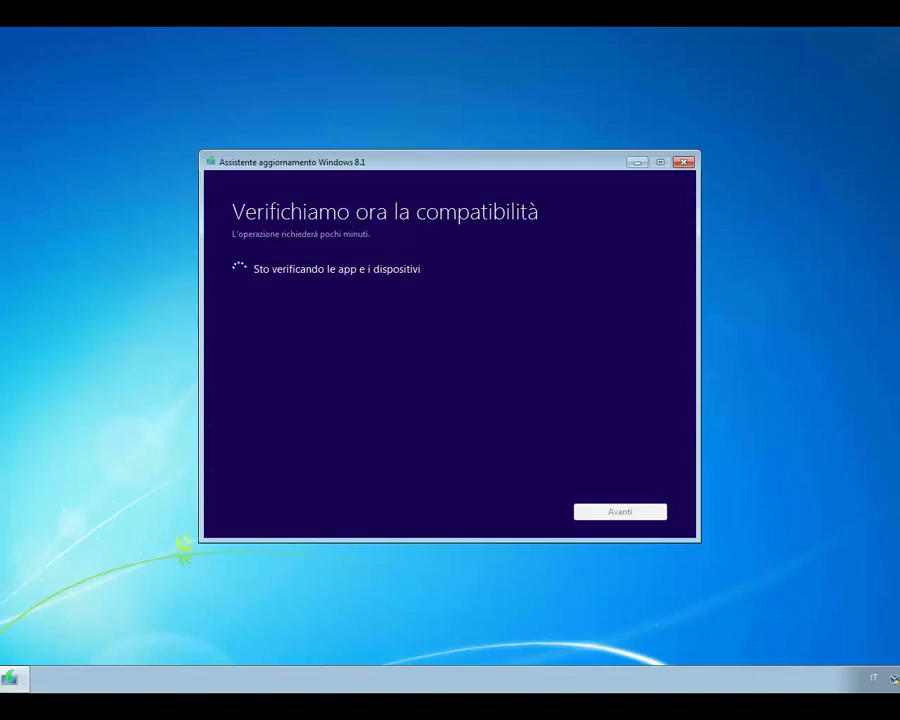 Assistente aggiornamento Windows 8.1
Verifichiamo ora la compatibilità
L'operazione richiederà pochi minuti.
Sto verificando le app e i dispositivi
Avanti
IT